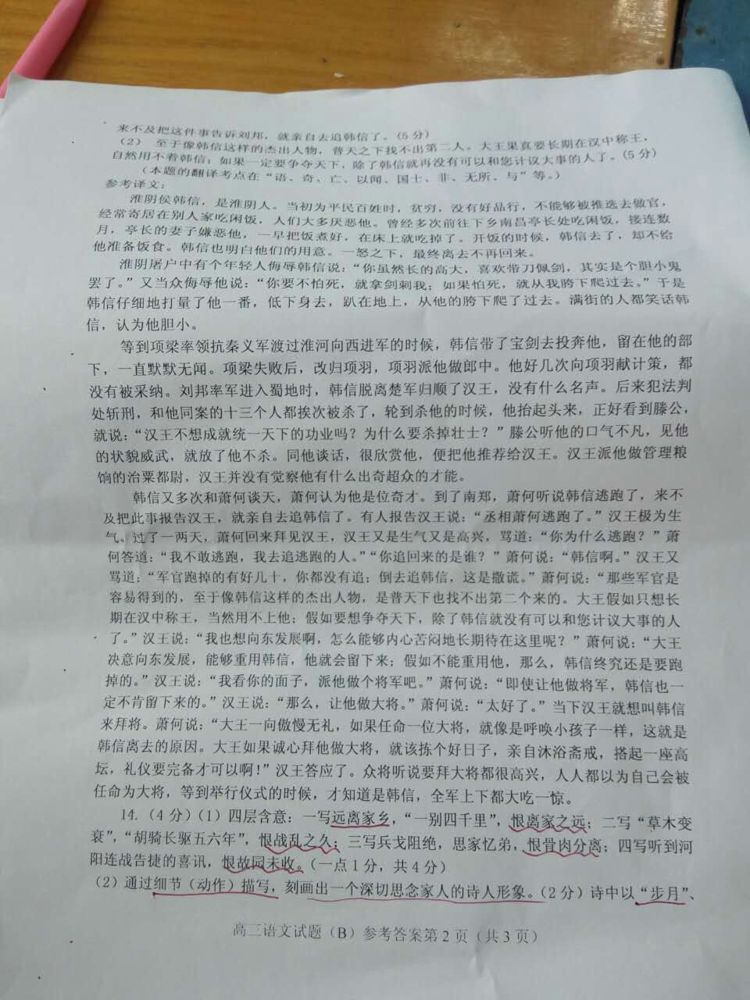 来不及把这件事告诉刘邦，就亲自去追韩信了。(5 分)
（2） 至于像韩信这样的杰出人物，普天之下找不出第二人。大王果真要长期在汉中称王，
自然用不着韩信；如果一定要争夺天下，除了韩信就再没有可以和您计议大事的人了。(5 分)
（本题的翻译考点在“语、奇、亡、以闻、国士、非、无所、与”等。）
参考译文：
淮阴侯韩信，是淮阴人。当初为平民百姓时，贫穷，没有好品行，不能够被推选去做官，
经常寄居在别人家吃闲饭，人们大多厌恶他。曾经多次前往下乡南昌亭长处吃闲饭，接连数
月，亭长的妻子嫌恶他，一早把饭煮好，在床上就吃掉了。开饭的时候，韩信去了，却不给
他准备饭食。韩信也明白他们的用意。一怒之下，最终离去不再回来。
淮阴屠户中有个年轻人侮辱韩信说：“你虽然长的高大，喜欢带刀佩剑，其实是个胆小鬼
罢了。”又当众侮辱他说：“你要不怕死，就拿剑刺我；如果怕死，就从我胯下爬过去。”于是
韩信仔细地打量了他一番，低下身去，趴在地上，从他的胯下爬了过去。满街的人都笑话韩
信，认为他胆小。
等到项梁率领抗秦义军渡过淮河向西进军的时候，韩信带了宝剑去投奔他，留在他的部
下，一直默默无闻。项梁失败后，改归项羽，项羽派他做郎中。他好几次向项羽献计策，都
没有被采纳。刘邦率军进入蜀地时，韩信脱离楚军归顺了汉王，没有什么名声。后来犯法判
处斩刑，和他同案的十三个人都挨次被杀了，轮到杀他的时候，他抬起头来，正好看到滕公，
就说：“汉王不想成就统一天下的功业吗？为什么要杀掉壮士？”滕公听他的口气不凡，见他
的状貌威武，就放了他不杀。同他谈话，很欣赏他，便把他推荐给汉王。汉王派他做管理粮
饷的治粟都尉，汉王并没有觉察他有什么出奇超众的才能。
韩信又多次和萧何谈天，萧何认为他是位奇才。到了南郑，萧何听说韩信逃跑了，来不
及把此事报告汉王，就亲自去追韩信了。有人报告汉王说：“丞相萧何逃跑了。”汉王极为生
气。过了一两天，萧何回来拜见汉王，汉王又是生气又是高兴，骂道：“你为什么逃跑？”萧
何答道：“我不敢逃跑，我去追逃跑的人。”“你追回来的是谁？”萧何说：“韩信啊。”汉王又
骂道：“军官跑掉的有好几十，你都没有追；倒去追韩信，这是撒谎。”萧何说：“那些军官是
容易得到的，至于像韩信这样的杰出人物，是普天下也找不出第二个来的。大王假如只想长
期在汉中称王，当然用不上他；假如要想争夺天下，除了韩信就没有可以和您计议大事的人
了。”汉王说：“我也想向东发展啊，怎么能够内心苦闷地长期待在这里呢？”萧何说：“大王
决意向东发展，能够重用韩信，他就会留下来；假如不能重用他，那么，韩信终究还是要跑
掉的。”汉王说：“我看你的面子，派他做个将军吧。”萧何说：“即使让他做将军，韩信也一
定不肯留下来的。”汉王说：“那么，让他做大将。”萧何说：“太好了。”当下汉王就想叫韩信
来拜将。萧何说：“大王一向傲慢无礼，如果任命一位大将，就像是呼唤小孩子一样，这就是
韩信离去的原因。大王如果诚心拜他做大将，就该拣个好日子，亲自沐浴斋戒，搭起一座高
坛，礼仪要完备才可以啊！”汉王答应了。众将听说要拜大将都很高兴，人人都以为自己会被
任命为大将，等到举行仪式的时候，才知道是韩信，全军上下都大吃一惊。
14.（4 分）（1）四层含意：一写远离家乡，“一别四千里”，恨离家之远；二写“草木变
衰”，“胡骑长驱五六年”，恨战乱之久；三写兵戈阻绝，思家忆弟，恨骨肉分离；四写听到河
阳连战告捷的喜讯，恨故园未收。（一点 1 分，共 4 分）
（2）通过细节（动作）描写，刻画出一个深切思念家人的诗人形象。（2 分）诗中以“步月”、
高三语文试题（B）参考答案第 2 页（共 3 页）